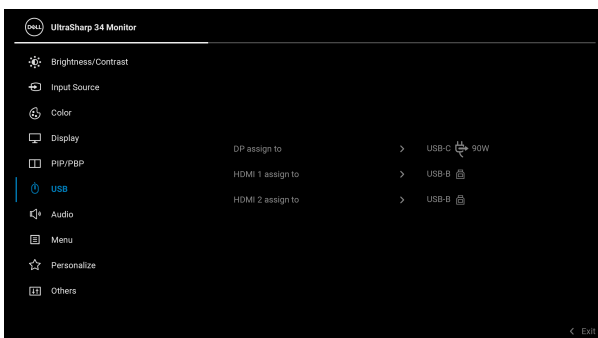 DELL UltraSharp 34 Monitor
Brightness/Contrast
Input Source
Color
Display
DP assign to USB-C 90W
PIP/PBP
HDMI 1 assign to USB-B
USB
HDMI 2 assign to USB-B
Audio
Menu
Personalize
Others
Exit